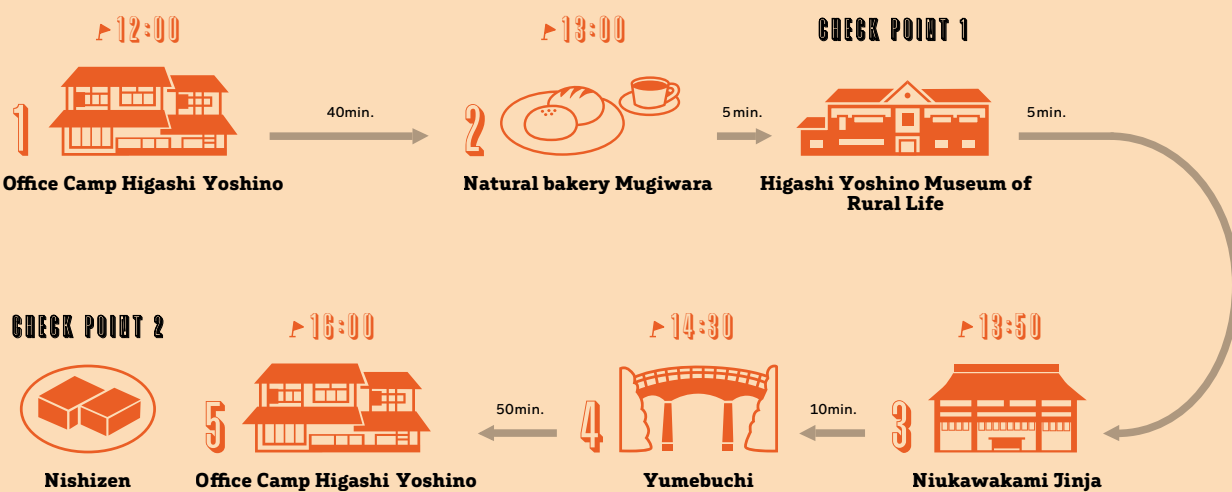 12:00
13:00
CHECK POINT 1
1
40min.
2
5min.
5min.
Office Camp Higashi Yoshino
Natural bakery Mugiwara
Higashi Yoshino Museum of
Rural Life
13:50
3
10min.
Niukawakami Jinja
14:30
4
50min.
Yumebuchi
16:00
5
Office Camp Higashi Yoshino
CHECK POINT 2
Nishizen